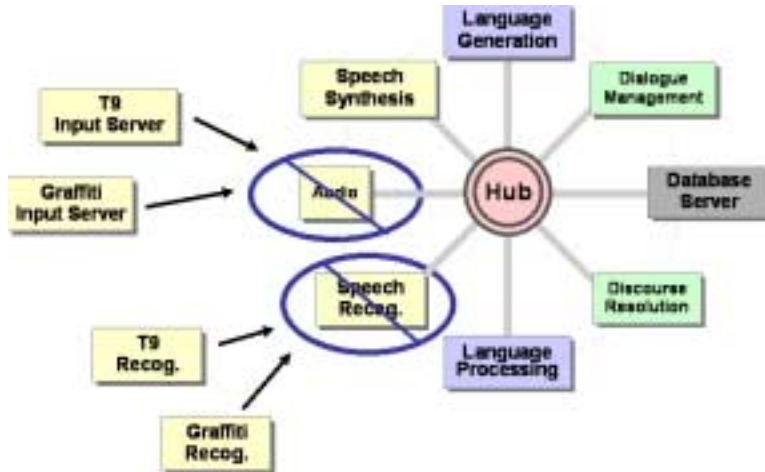 Language
Generation
Speech
Synthesis
Dialogue
Management
T9
Input Server
Audio
Hub
Database
Server
Graffiti
Input Server
Speech
Recog.
Discourse
Resolution
T9
Recog.
Language
Processing
Graffiti
Recog.